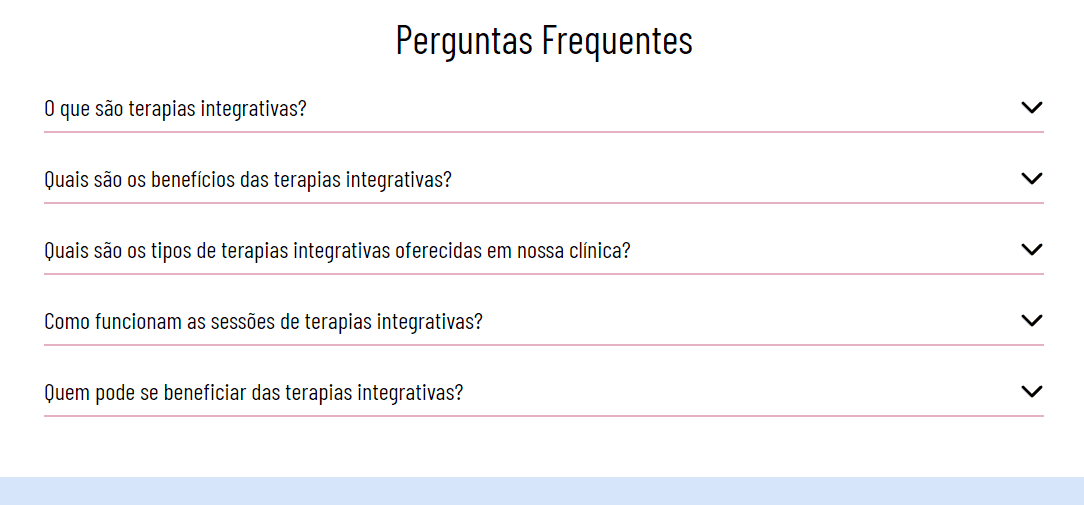 Perguntas Frequentes
O que são terapias integrativas?
Quais são os benefícios das terapias integrativas?
Quais são os tipos de terapias integrativas oferecidas em nossa clínica?
Como funcionam as sessões de terapias integrativas?
Quem pode se beneficiar das terapias integrativas?